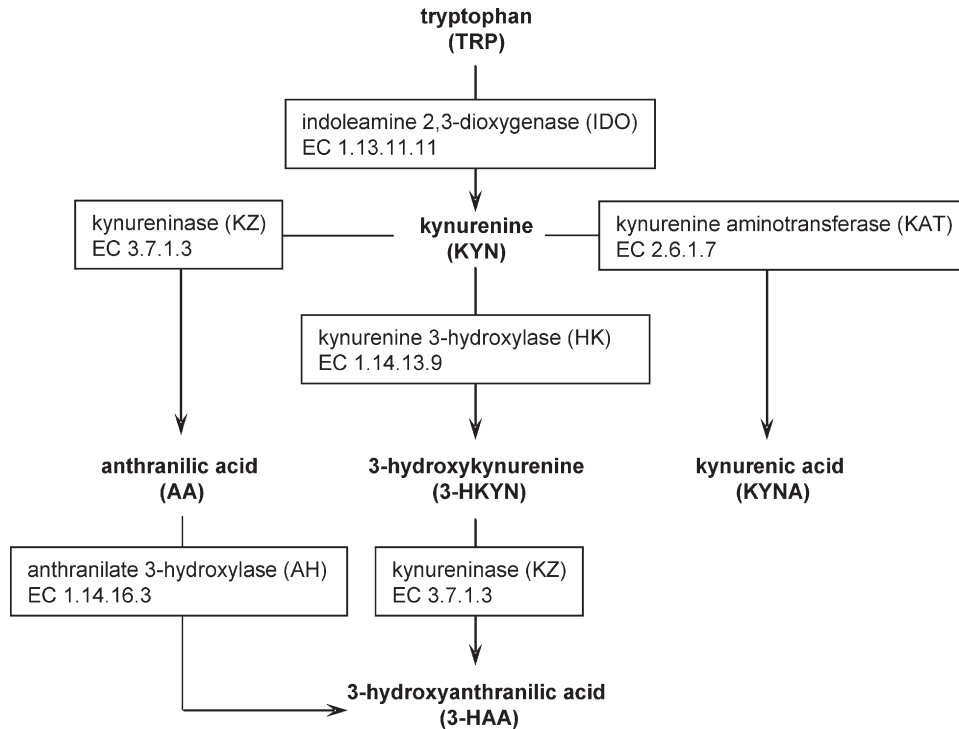 tryptophan
(TRP)
indoleamine 2,3-dioxygenase (IDO)
EC 1.13.11.11
kynureninase (KZ)
EC 3.7.1.3
kynurenine
(KYN)
kynurenine aminotransferase (KAT)
EC 2.6.1.7
kynurenine 3-hydroxylase (HK)
EC 1.14.13.9
anthranilic acid
(AA)
3-hydroxykynurenine
(3-HKYN)
kynurenic acid
(KYNA)
anthranilate 3-hydroxylase (AH)
EC 1.14.16.3
kynureninase (KZ)
EC 3.7.1.3
3-hydroxyanthranilic acid
(3-HAA)